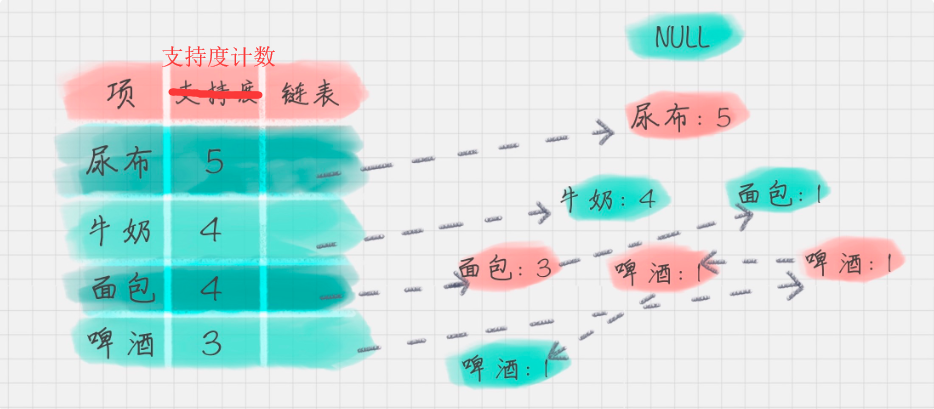 支持度计数
NULL
项 支持度 链表
尿布 5
尿布: 5
牛奶 4
牛奶: 4
面包: 1
面包 4
面包: 3
啤酒: 1
啤酒: 1
啤酒 3
啤酒: 1